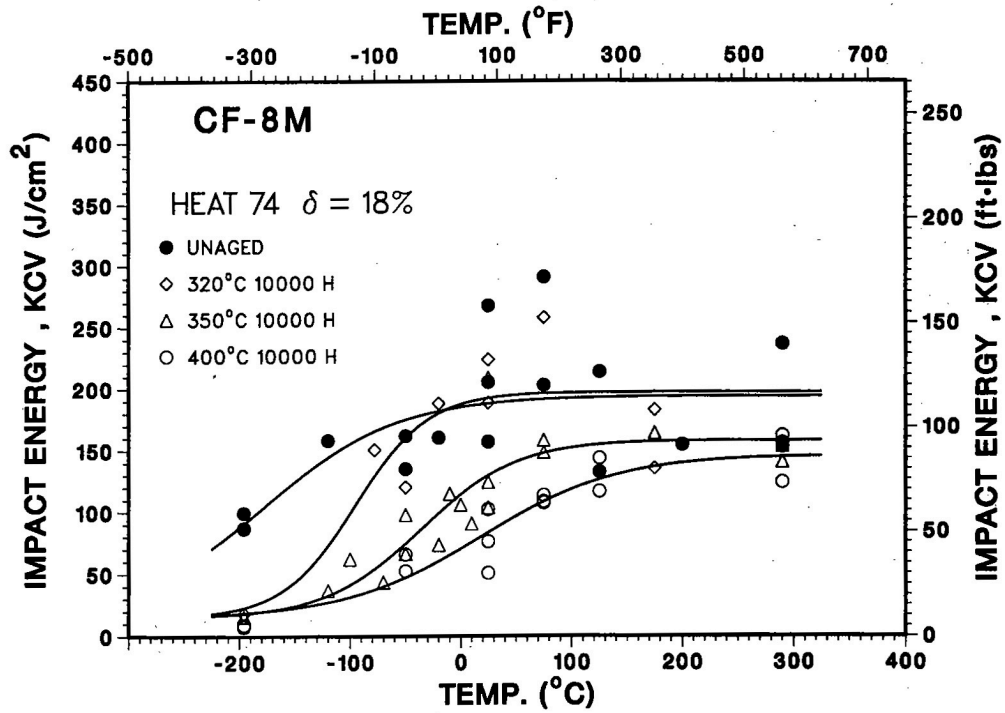 TEMP. (°F)
-500 -300 -100 100 300 500 700
450
400
350
300
250
200
150
100
50
0
IMPACT ENERGY , KCV (J/cm²)
CF-8M
HEAT 74 δ = 18%
UNAGED
320°C 10000 H
350°C 10000 H
400°C 10000 H
250
200
150
100
50
0
IMPACT ENERGY , KCV (ft·lbs)
-200 -100 0 100 200 300 400
TEMP. (°C)